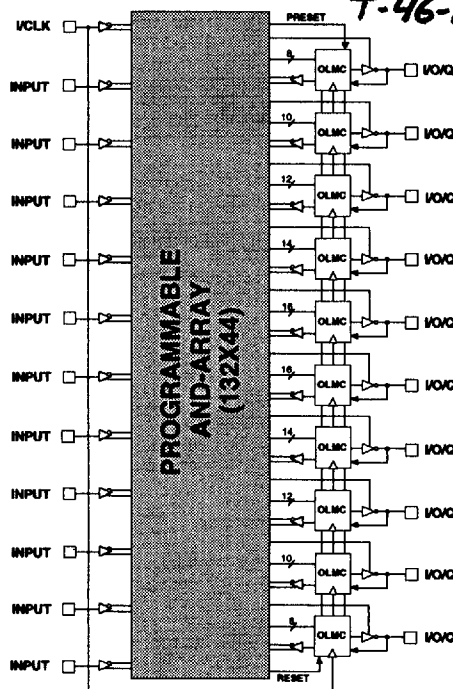 T-46-
PRESET
I/CLK
8
OLMC
I/O/Q
INPUT
10
OLMC
I/O/Q
INPUT
12
OLMC
I/O/Q
INPUT
14
OLMC
I/O/Q
INPUT
16
OLMC
I/O/Q
INPUT
PROGRAMMABLE
AND-ARRAY
(132X44)
16
OLMC
I/O/Q
INPUT
14
OLMC
I/O/Q
INPUT
12
OLMC
I/O/Q
INPUT
10
OLMC
I/O/Q
INPUT
8
OLMC
I/O/Q
INPUT
RESET
INPUT